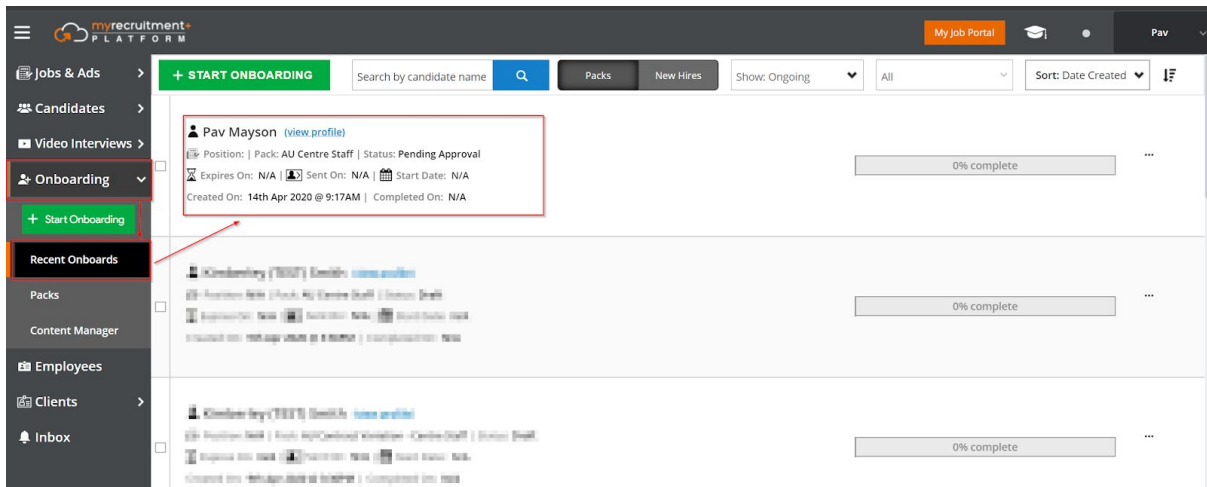 myrecruitment+
PLATFORM
My Job Portal
Pav
Jobs & Ads
Candidates
Video Interviews
Onboarding
+ Start Onboarding
Recent Onboards
Packs
Content Manager
Employees
Clients
Inbox
+ START ONBOARDING
Search by candidate name
Packs
New Hires
Show: Ongoing
All
Sort: Date Created
Pav Mayson (view profile)
Position: | Pack: AU Centre Staff | Status: Pending Approval
Expires On: N/A | Sent On: N/A | Start Date: N/A
Created On: 14th Apr 2020 @ 9:17AM | Completed On: N/A
0% complete
...
0% complete
...
0% complete
...